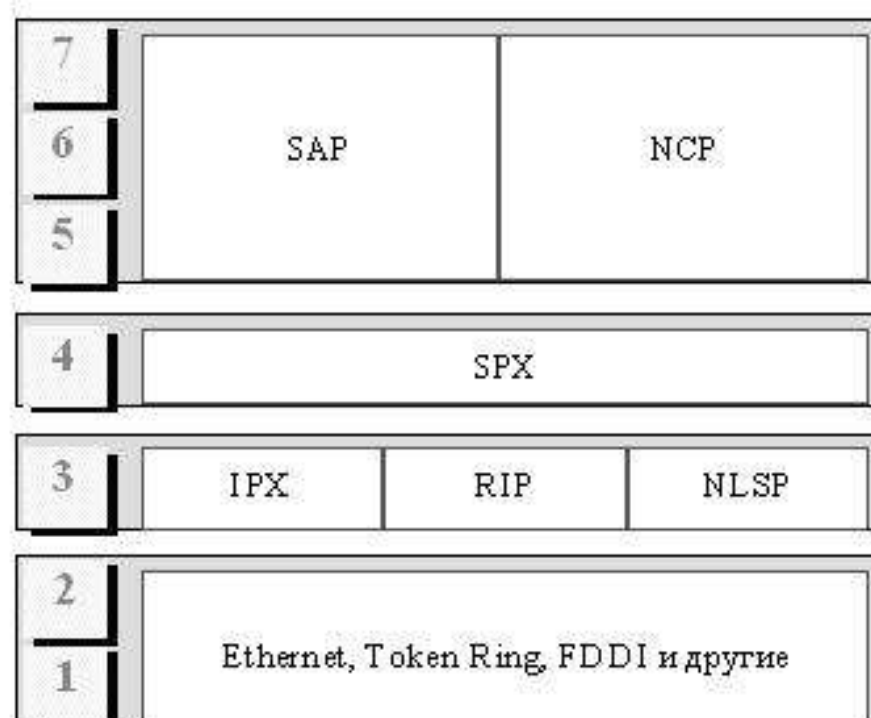 7
6
5
SAP
NCP
4
SPX
3
IPX
RIP
NLSP
2
1
Ethernet, Token Ring, FDDI и другие